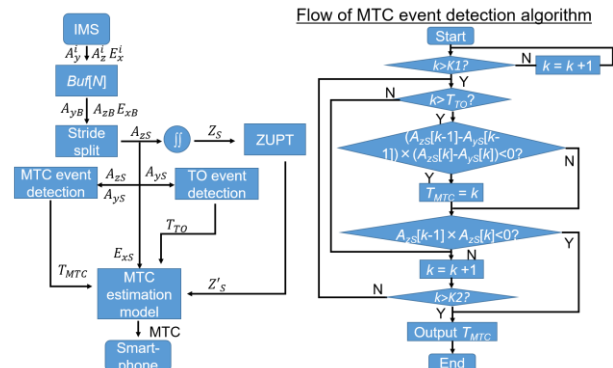 IMS
A_y^i A_z^i E_x^i
Buf[N]
A_yB A_zB E_xB
Stride split
A_zS
∬
Z_S
ZUPT
MTC event detection
A_zS A_yS
A_yS
TO event detection
T_TO
E_xS
T_MTC
Z'_S
MTC estimation model
MTC
Smart-
phone
Flow of MTC event detection algorithm
Start
k>K1?
N
k = k +1
Y
N
k>T_TO?
Y
(A_zS[k-1]-A_yS[k-
1])×(A_zS[k]-A_yS[k])<0?
N
Y
T_MTC = k
A_zS[k-1]×A_zS[k]<0?
Y
N
k = k +1
N
k>K2?
Y
Output T_MTC
End